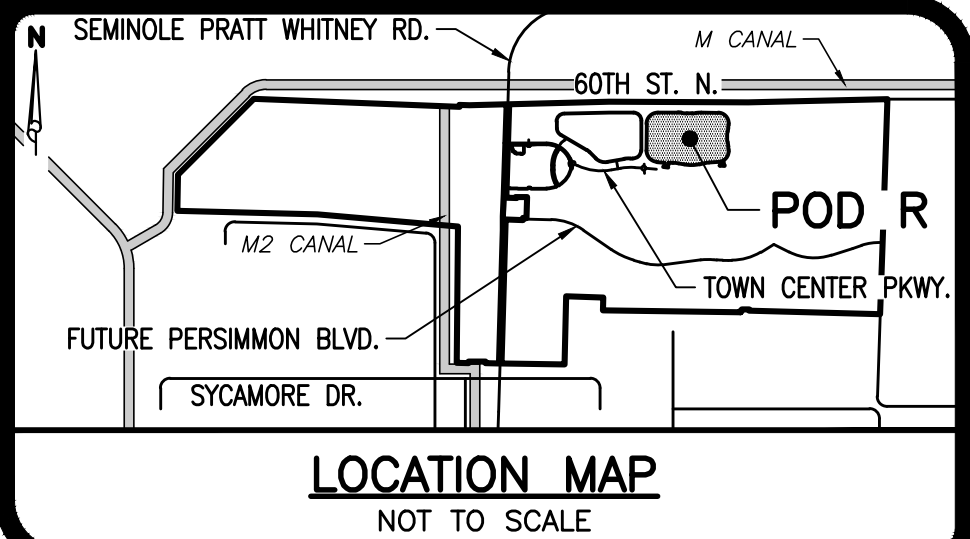 SEMINOLE PRATT WHITNEY RD.
M CANAL
N
60TH ST. N.
POD R
M2 CANAL
TOWN CENTER PKWY.
FUTURE PERSIMMON BLVD.
SYCAMORE DR.
LOCATION MAP
NOT TO SCALE